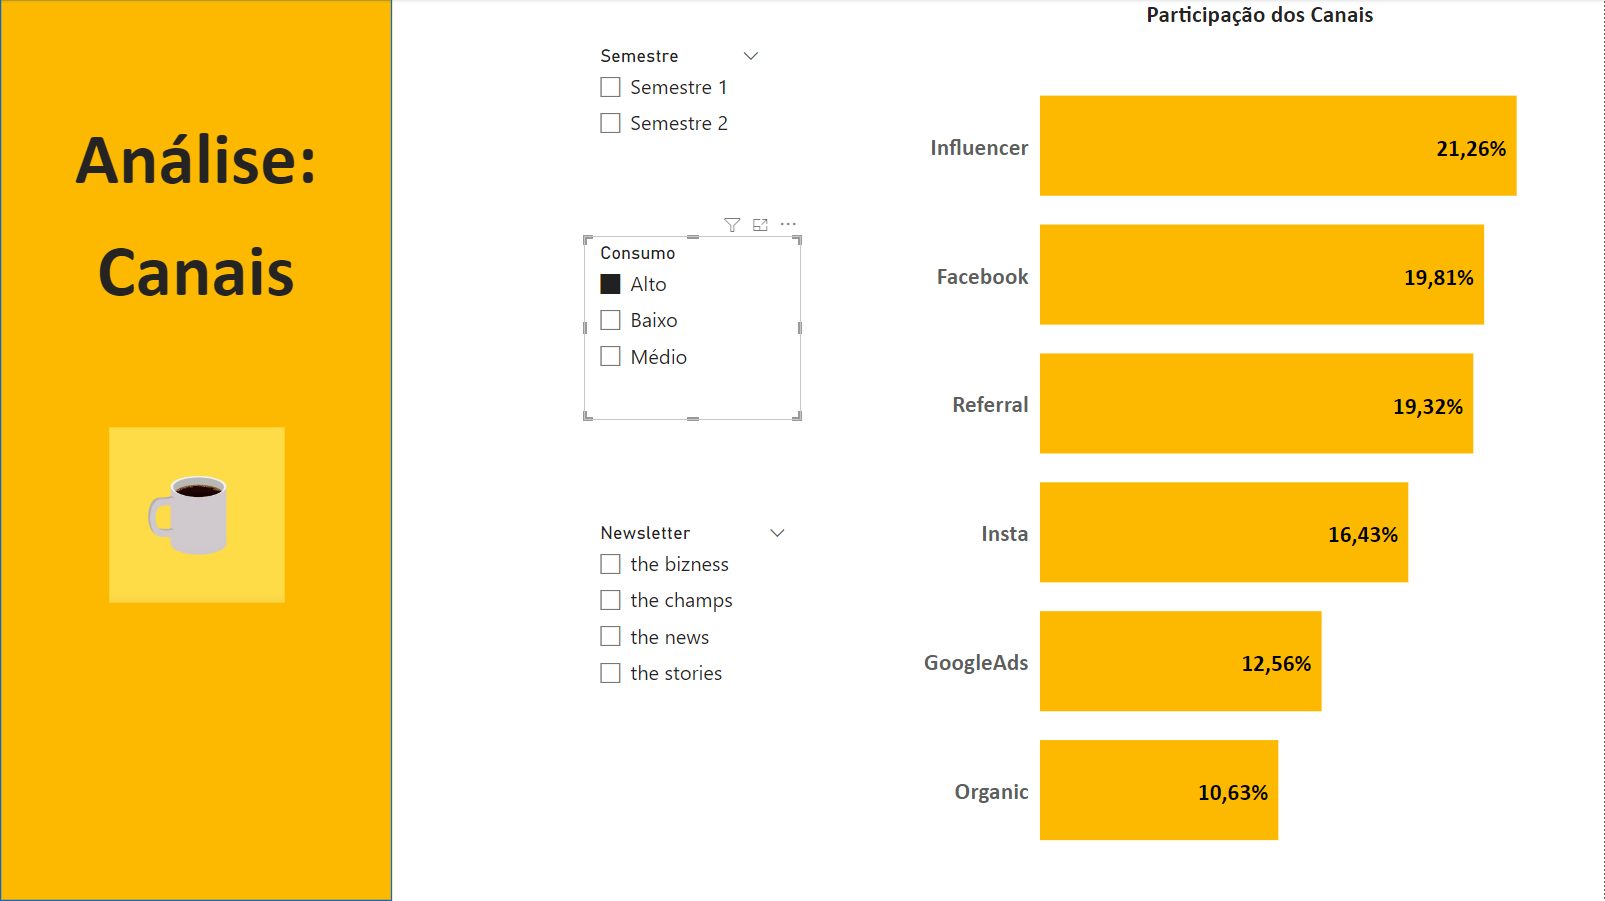 Análise:
Canais
Semestre
Semestre 1
Semestre 2
Consumo
Alto
Baixo
Médio
Newsletter
the bizness
the champs
the news
the stories
Participação dos Canais
Influencer 21,26%
Facebook 19,81%
Referral 19,32%
Insta 16,43%
GoogleAds 12,56%
Organic 10,63%